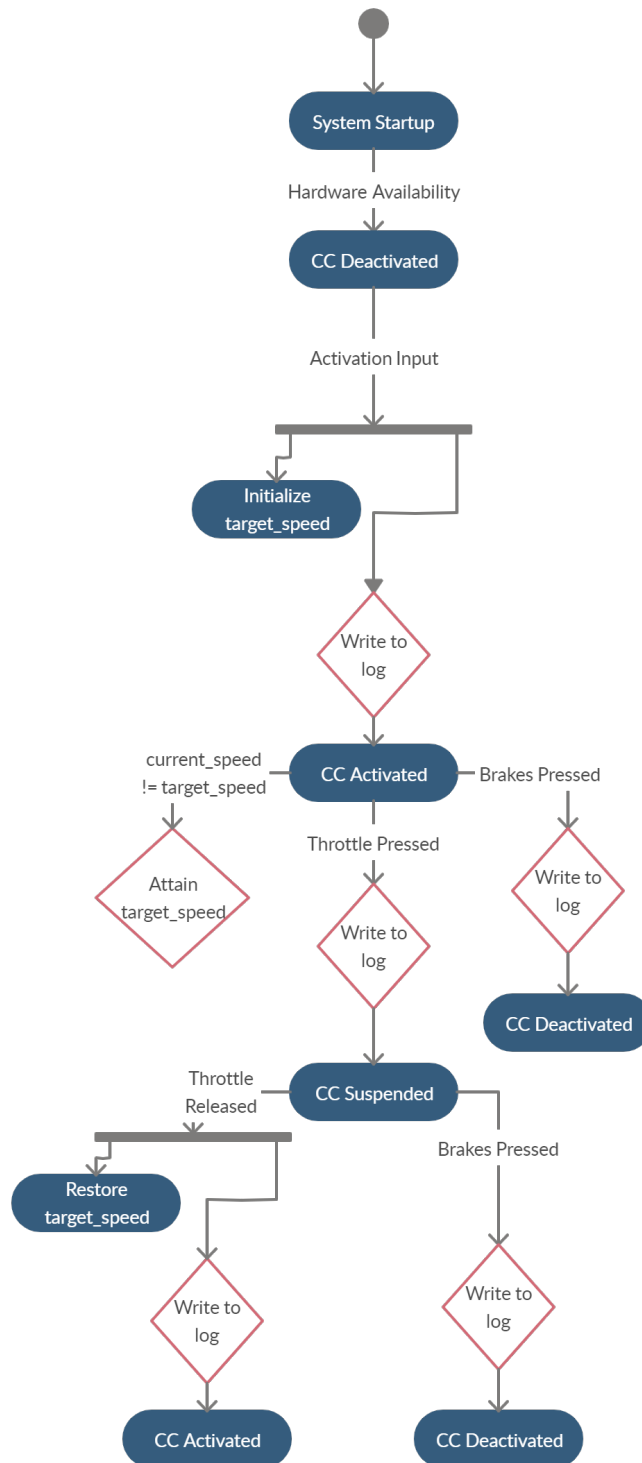 System Startup
Hardware Availability
CC Deactivated
Activation Input
Initialize
target_speed
Write to
log
current_speed
!= target_speed
CC Activated
Brakes Pressed
Throttle Pressed
Attain
target_speed
Write to
log
Write to
log
CC Deactivated
CC Suspended
Throttle
Released
Brakes Pressed
Restore
target_speed
Write to
log
Write to
log
CC Activated
CC Deactivated